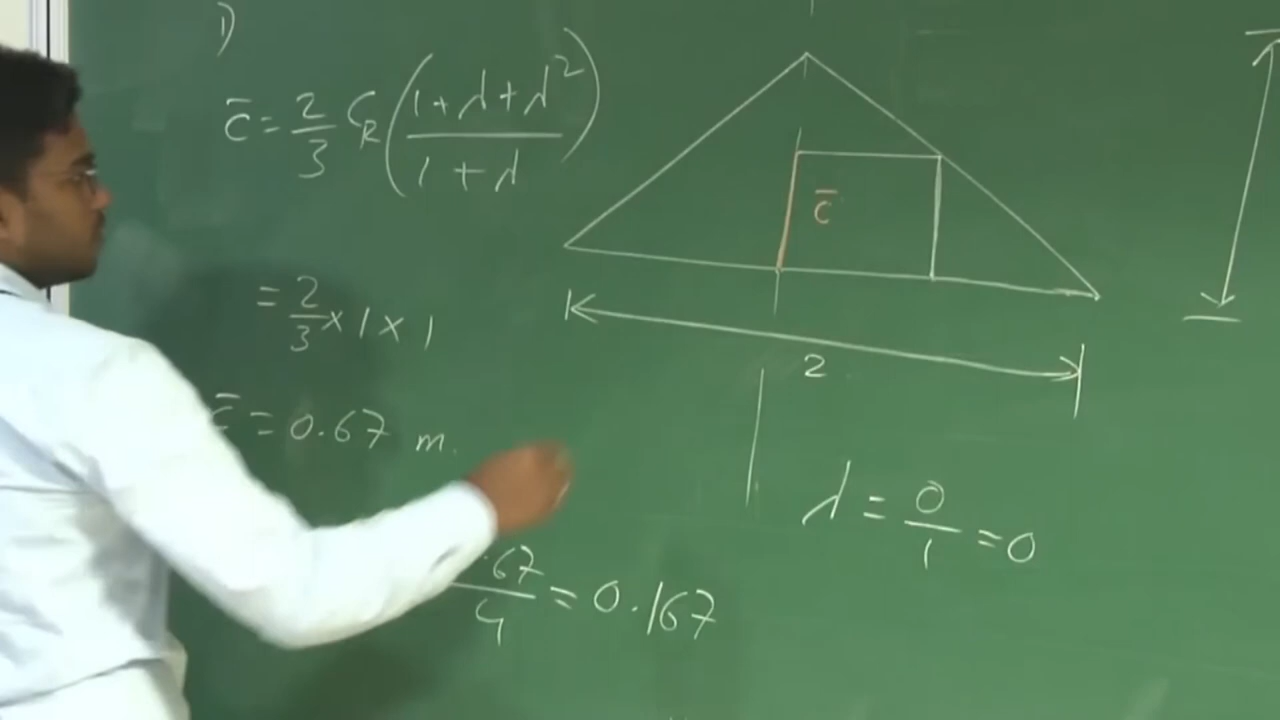 1)
c̄ = 2/3 C_R ( (1 + λ + λ²) / (1 + λ) )
= 2/3 × 1 × 1
c̄ = 0.67 m.
.67/4 = 0.167
c̄
2
λ = 0/1 = 0